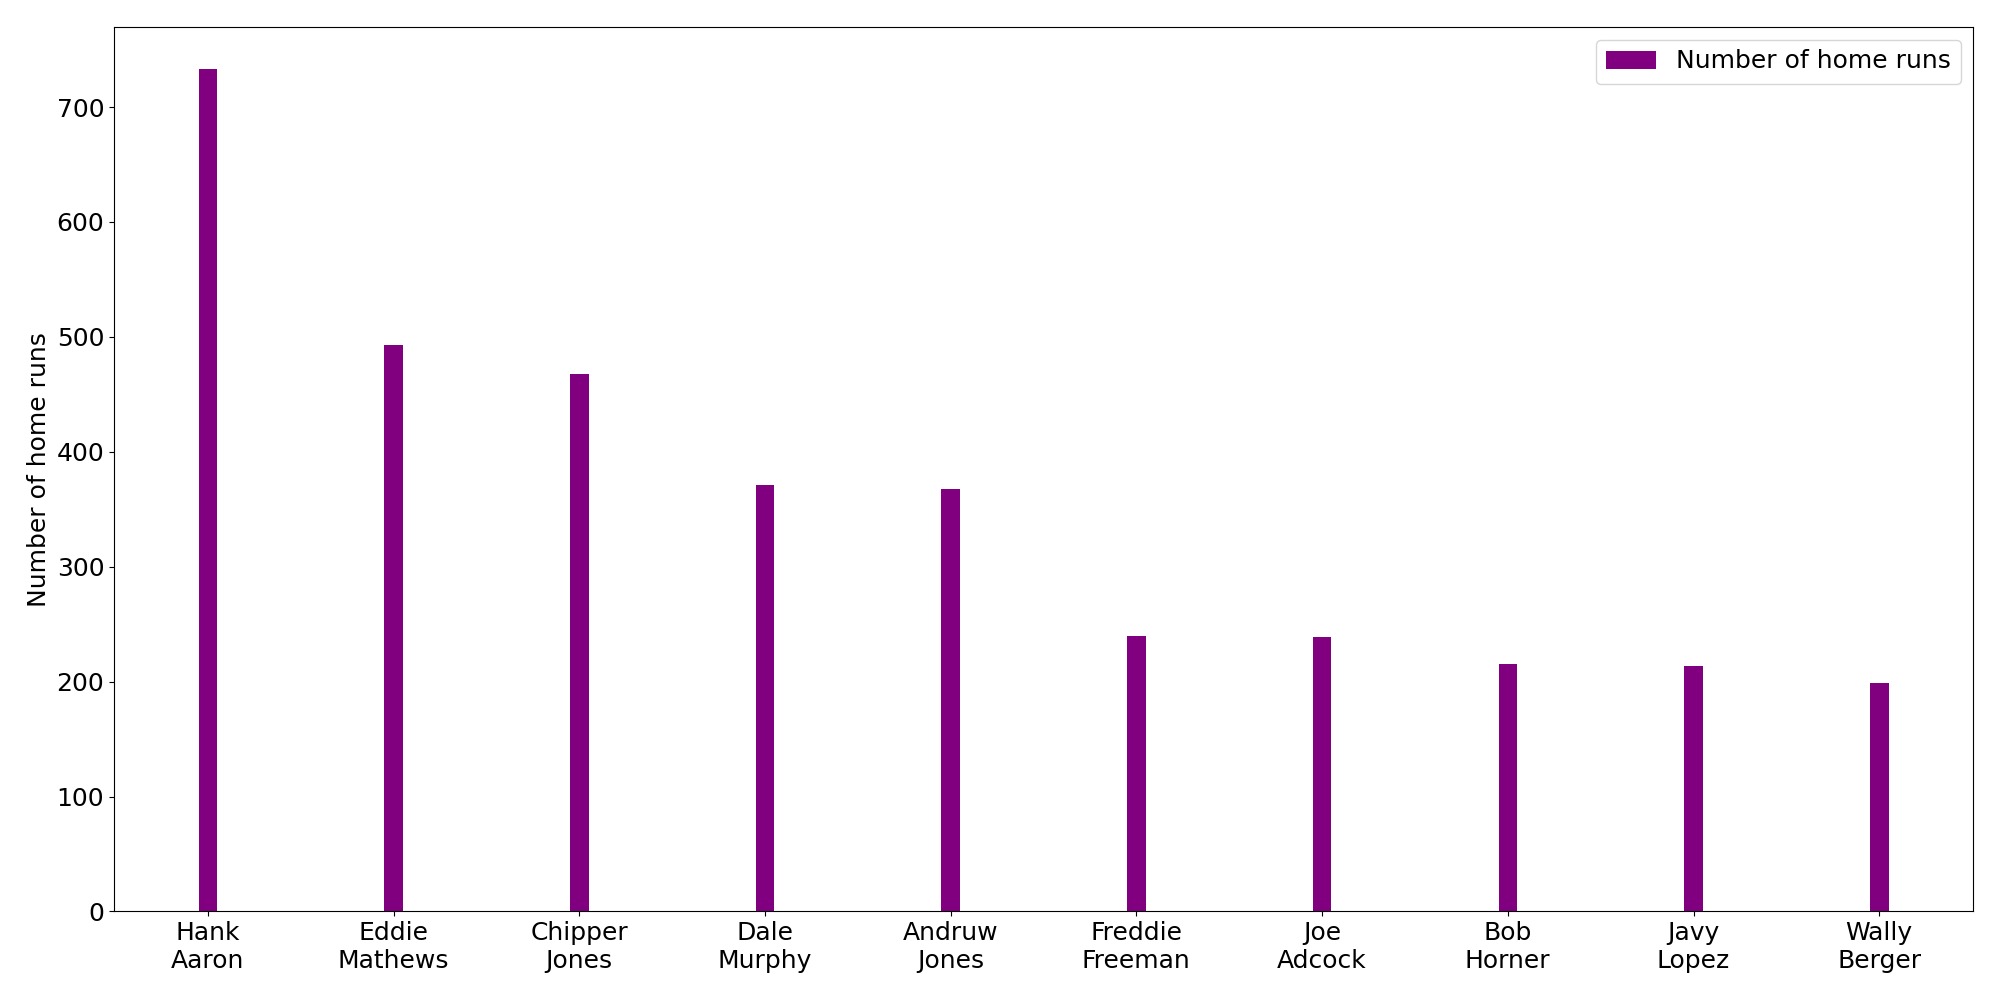 Number of home runs
Number of home runs
700
600
500
400
300
200
100
0
Hank
Aaron
Eddie
Mathews
Chipper
Jones
Dale
Murphy
Andruw
Jones
Freddie
Freeman
Joe
Adcock
Bob
Horner
Javy
Lopez
Wally
Berger